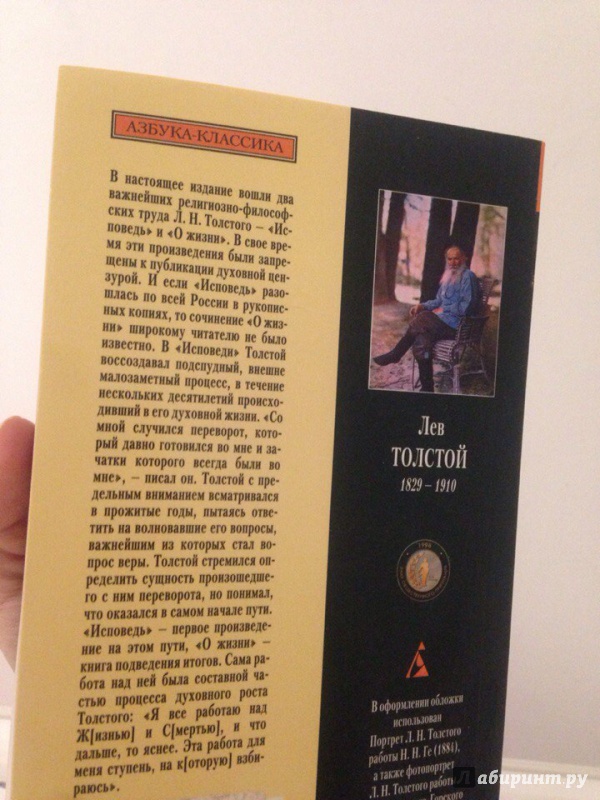 АЗБУКА-КЛАССИКА
В настоящее издание вошли два
важнейших религиозно-философ-
ских труда Л. Н. Толстого – «Ис-
поведь» и «О жизни». В свое вре-
мя эти произведения были запре-
щены к публикации духовной цен-
зурой. И если «Исповедь» разо-
шлась по всей России в рукопис-
ных копиях, то сочинение «О жиз-
ни» широкому читателю не было
известно. В «Исповеди» Толстой
воссоздавал подспудный, внешне
малозаметный процесс, в течение
нескольких десятилетий происхо-
дивший в его духовной жизни. «Со
мной случился переворот, кото-
рый давно готовился во мне и за-
чатки которого всегда были во
мне», – писал он. Толстой с пре-
дельным вниманием всматривался
в прожитые годы, пытаясь отве-
тить на волновавшие его вопросы,
важнейшим из которых стал во-
прос веры. Толстой стремился оп-
ределить сущность произошедше-
го с ним переворота, но понимал,
что оказался в самом начале пути.
«Исповедь» – первое произведе-
ние на этом пути, «О жизни» –
книга подведения итогов. Сама ра-
бота над ней была составной ча-
стью процесса духовного роста
Толстого: «Я все работаю над
Ж[изнью] и С[мертью], и что
дальше, то яснее. Эта работа для
меня ступень, на к[оторую] взби-
раюсь».
Лев
ТОЛСТОЙ
1829 – 1910
В оформлении обложки
использован
Портрет Л. Н. Толстого
работы Н. Н. Ге (1884),
а также фотопортрет
Л. Н. Толстого работы
Горского
лабиринт.ру